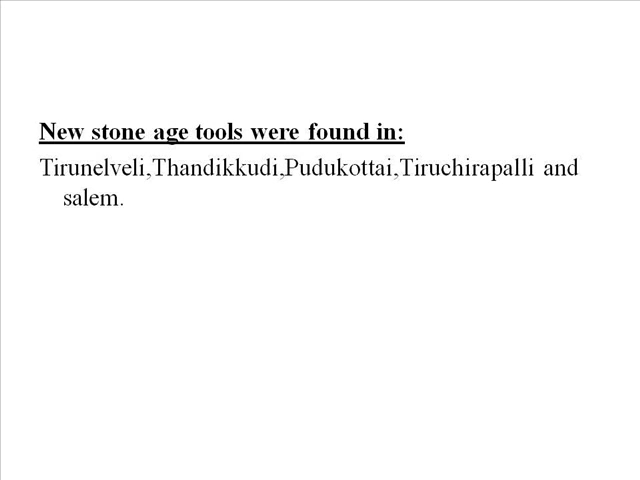 New stone age tools were found in:
Tirunelveli,Thandikkudi,Pudukottai,Tiruchirapalli and
salem.